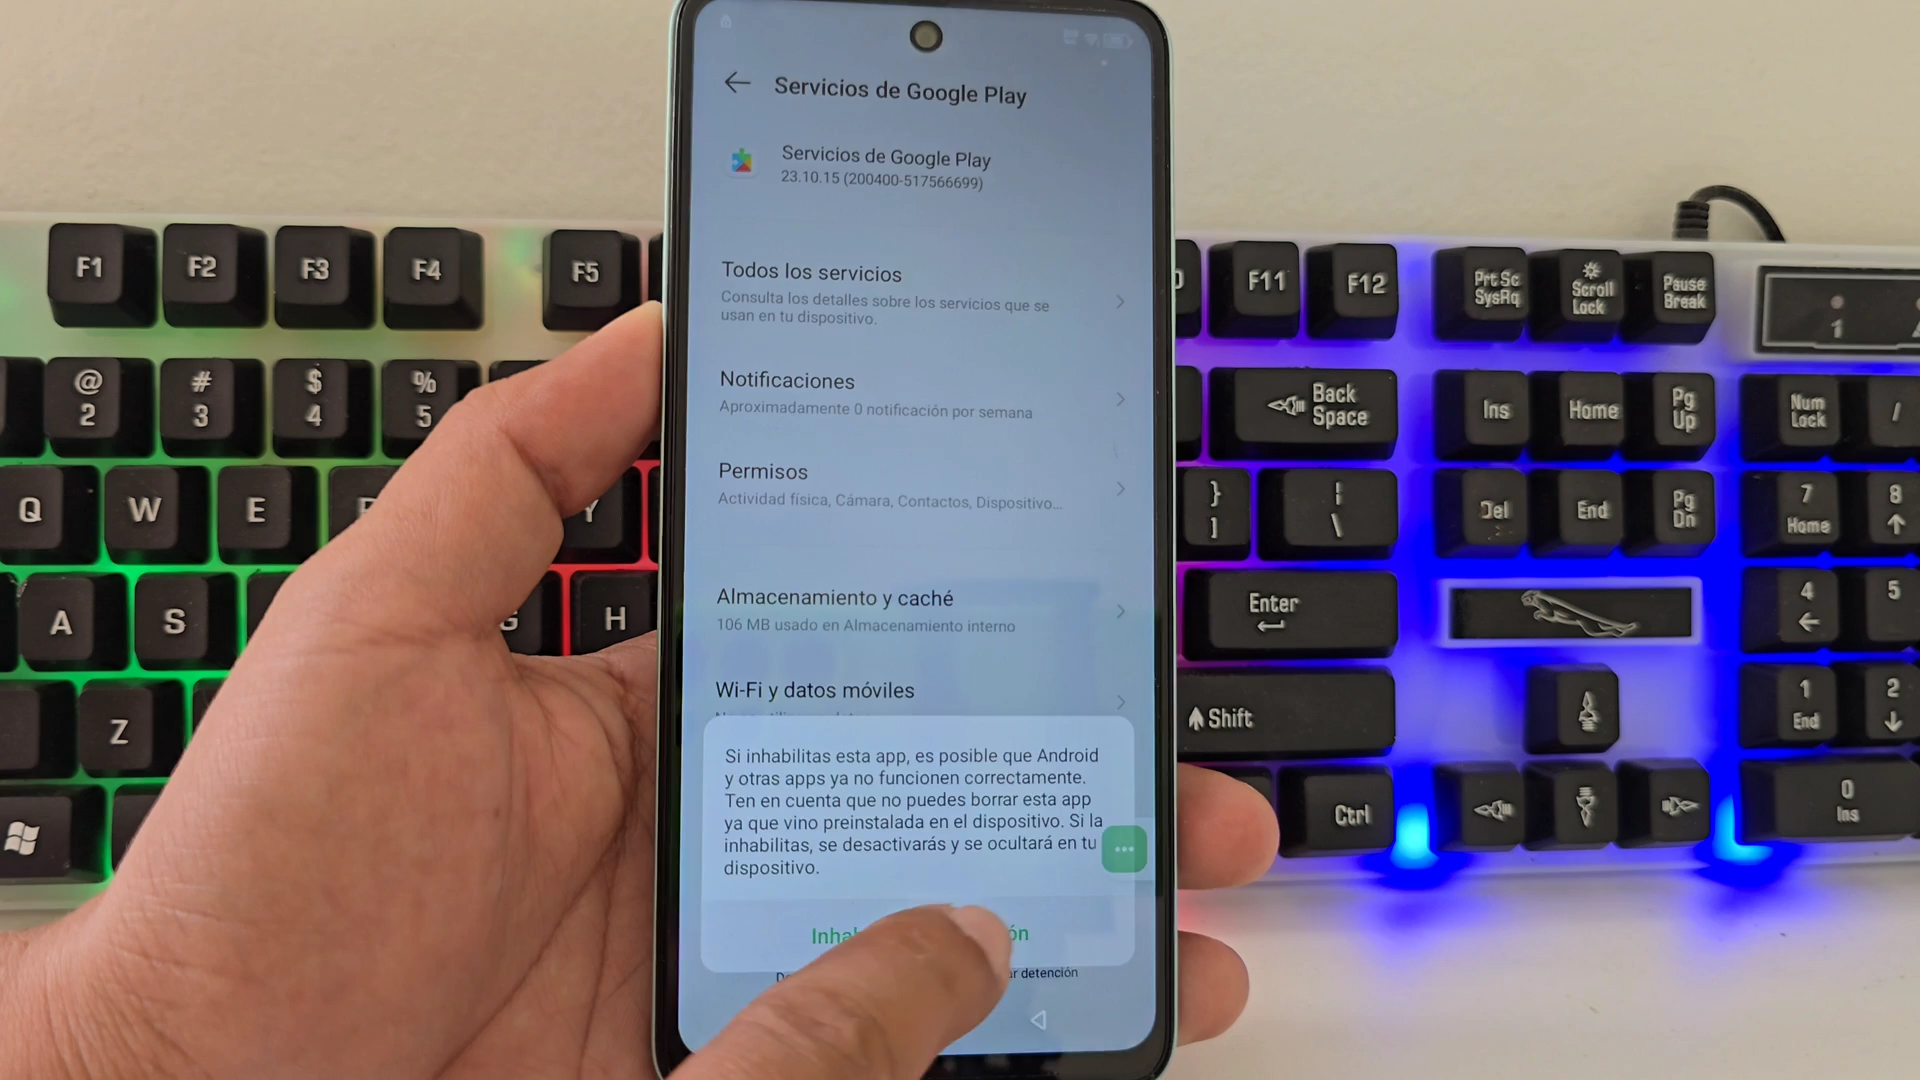 Servicios de Google Play
Servicios de Google Play
23.10.15 (200400-517566699)
Todos los servicios
Consulta los detalles sobre los servicios que se
usan en tu dispositivo.
Notificaciones
Aproximadamente 0 notificación por semana
Permisos
Actividad física, Cámara, Contactos, Dispositivo...
Almacenamiento y caché
106 MB usado en Almacenamiento interno
Wi-Fi y datos móviles
Si inhabilitas esta app, es posible que Android
y otras apps ya no funcionen correctamente.
Ten en cuenta que no puedes borrar esta app
ya que vino preinstalada en el dispositivo. Si la
inhabilitas, se desactivarás y se ocultará en tu
dispositivo.
detención
F1 F2 F3 F4 F5 F11 F12
Prt Sc
SysRq
Scroll
Lock
Pause
Break
1
@
2
#
3
$
4
%
5
Back
Space
Ins Home
Pg
Up
Num
Lock
/
Q W E Y
}
]
¦
\
Del End
Pg
Dn
7
Home
8
A S G H
Enter
4
5
Z
Shift
1
End
2
Ctrl
0
Ins